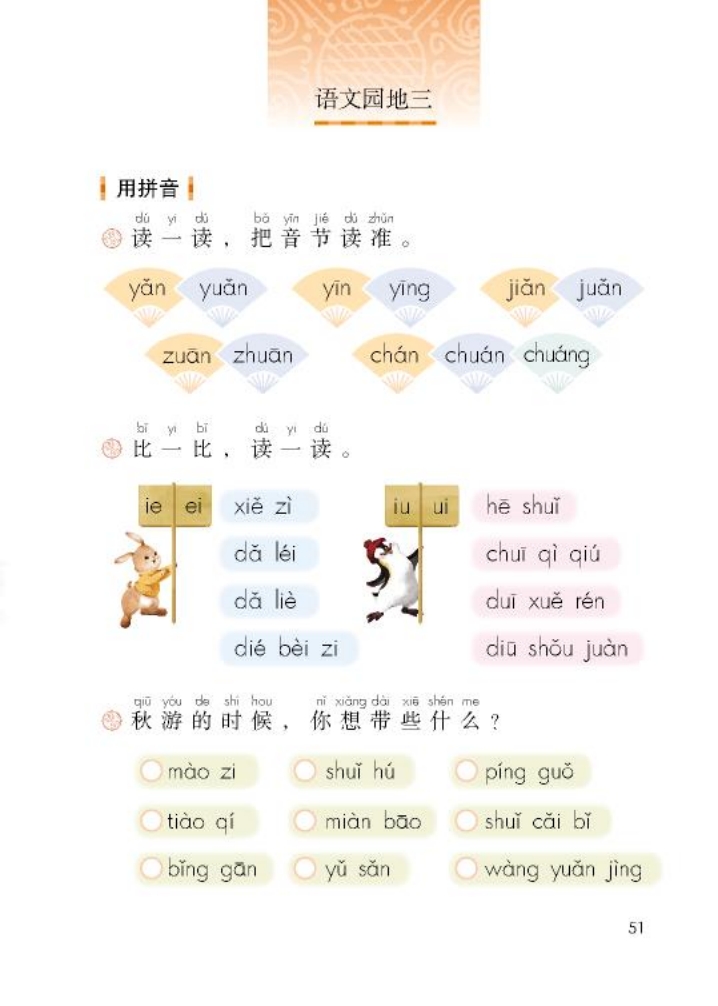 语文园地三
用拼音
dú yi dú bǎ yīn jié dú zhǔn
读一读，把音节读准。
yǎn yuǎn yīn yīng jiǎn juǎn
zuān zhuān chán chuán chuáng
bǐ yi bǐ dú yi dú
比一比，读一读。
ie ei xiě zì iu ui hē shuǐ
dǎ léi chuī qì qiú
dǎ liè duī xuě rén
dié bèi zi diū shǒu juàn
qiū yóu de shí hou nǐ xiǎng dài xiē shén me
秋游的时候，你想带些什么？
mào zi shuǐ hú píng guǒ
tiào qí miàn bāo shuǐ cǎi bǐ
bǐng gān yǔ sǎn wàng yuǎn jìng
51